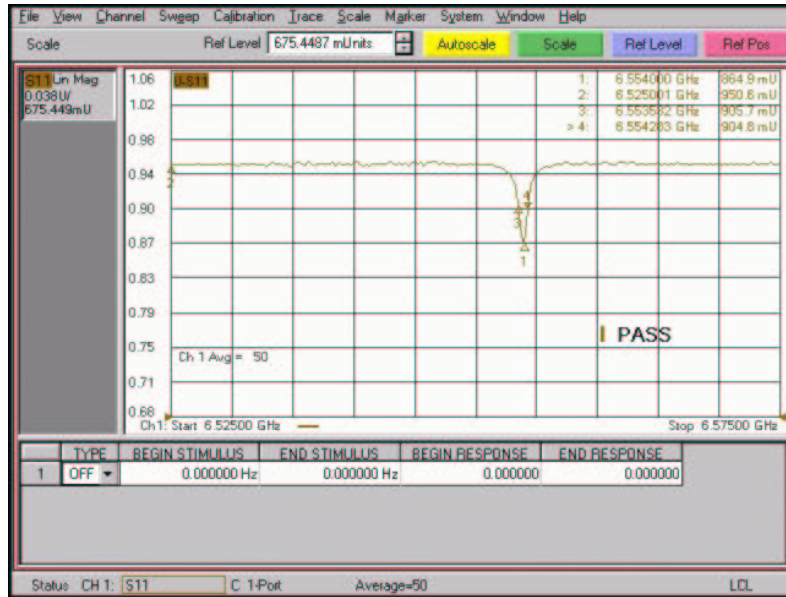 File View Channel Sweep Calibration Trace Scale Marker System Window Help
Scale Ref Level 675.4487 mUnits Autoscale Scale Ref Level Ref Pos
S11 Lin Mag
0.038U/
675.449mU
U-S11
1: 6.554000 GHz 864.9 mU
2: 6.525001 GHz 950.6 mU
3: 6.553532 GHz 905.7 mU
> 4: 6.554283 GHz 904.8 mU
1.06
1.02
0.98
0.94
0.90
0.87
0.83
0.79
0.75
0.71
0.68
2
4
3
1
PASS
Ch 1 Avg = 50
Ch1: Start 6.52500 GHz
Stop 6.57500 GHz
TYPE BEGIN STIMULUS END STIMULUS BEGIN RESPONSE END RESPONSE
1 OFF 0.000000 Hz 0.000000 Hz 0.000000 0.000000
Status CH 1: S11 C 1-Port Average=50 LCL